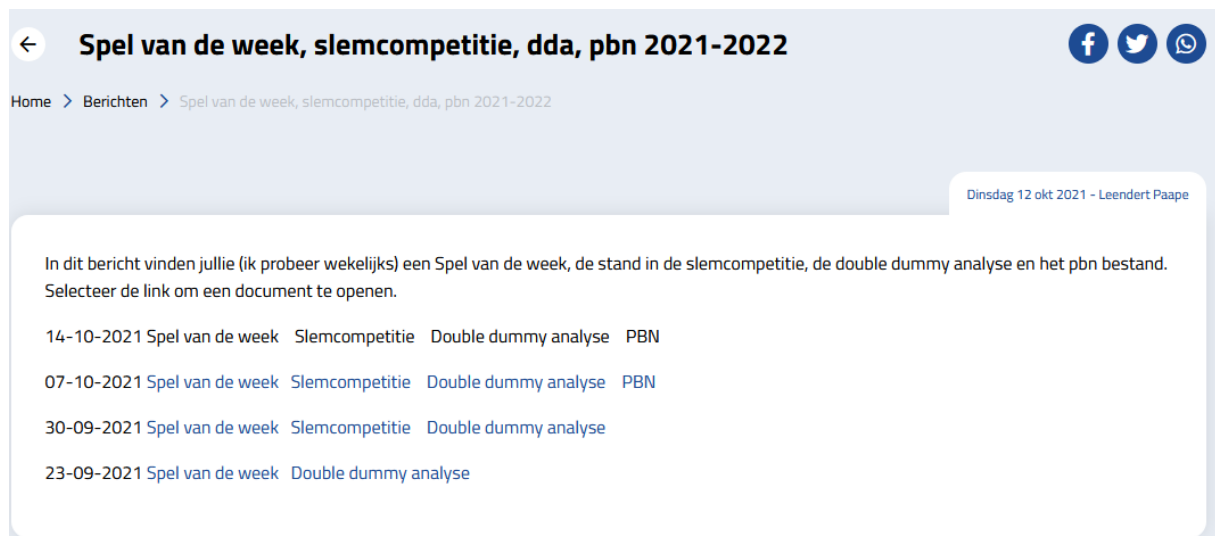 Spel van de week, slemcompetitie, dda, pbn 2021-2022
Home > Berichten > Spel van de week, slemcompetitie, dda, pbn 2021-2022
Dinsdag 12 okt 2021 - Leendert Paape
In dit bericht vinden jullie (ik probeer wekelijks) een Spel van de week, de stand in de slemcompetitie, de double dummy analyse en het pbn bestand.
Selecteer de link om een document te openen.
14-10-2021 Spel van de week Slemcompetitie Double dummy analyse PBN
07-10-2021 Spel van de week Slemcompetitie Double dummy analyse PBN
30-09-2021 Spel van de week Slemcompetitie Double dummy analyse
23-09-2021 Spel van de week Double dummy analyse